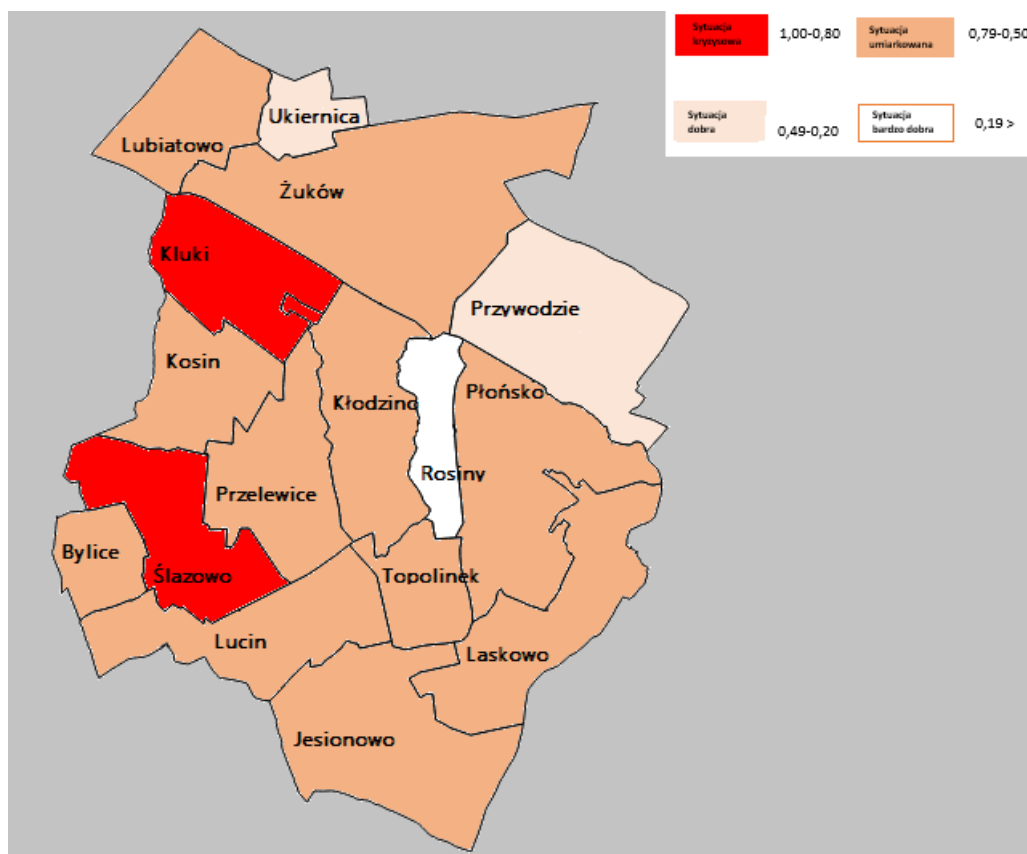 Sytuacja
kryzysowa
1,00-0,80
Sytuacja
umiarkowana
0,79-0,50
Sytuacja
dobra
0,49-0,20
Sytuacja
bardzo dobra
0,19 >
Ukiernica
Lubiatowo
Żuków
Kluki
Przywodzie
Kosin
Kłodzino
Płońsko
Rosiny
Przelewice
Bylice
Ślazowo
Topolinek
Lucin
Laskowo
Jesionowo